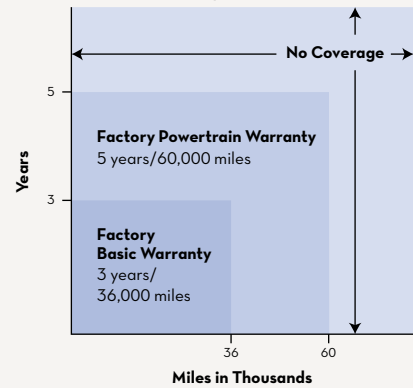 No Coverage
5
Factory Powertrain Warranty
5 years/60,000 miles
Years
3
Factory
Basic Warranty
3 years/
36,000 miles
36
60
Miles in Thousands